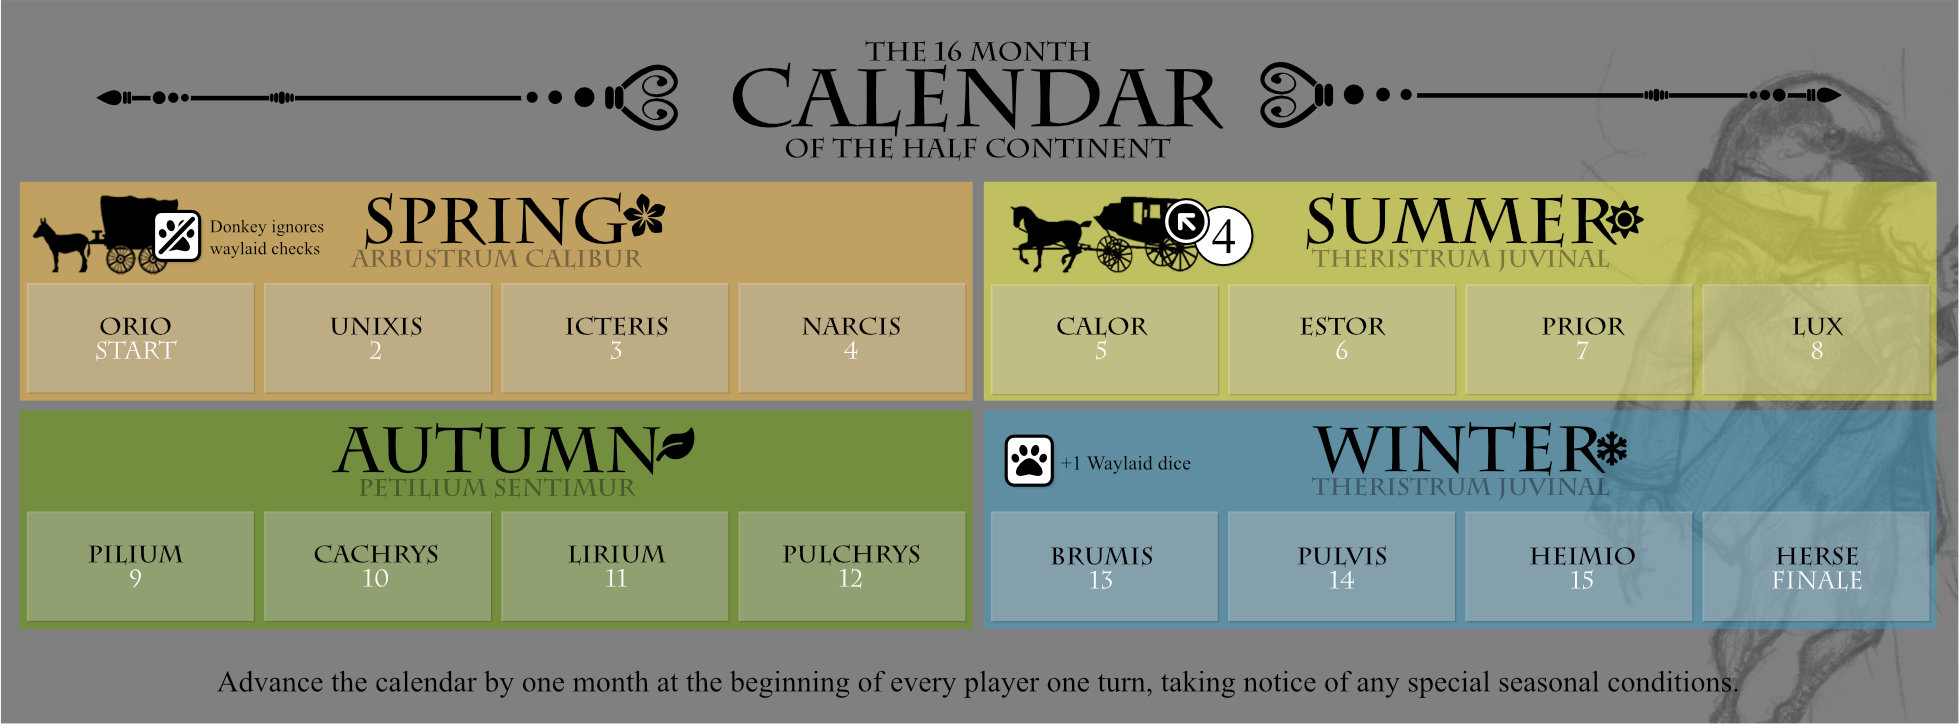 THE 16 MONTH
CALENDAR
OF THE HALF CONTINENT
Donkey ignores
waylaid checks
SPRING
ARBUSTRUM CALIBUR
ORIO
START
UNIXIS
2
ICTERIS
3
NARCIS
4
4
SUMMER
THERISTRUM JUVINAL
CALOR
5
ESTOR
6
PRIOR
7
LUX
8
AUTUMN
PETILIUM SENTIMUR
PILIUM
9
CACHRYS
10
LIRIUM
11
PULCHRYS
12
+1 Waylaid dice
WINTER
THERISTRUM JUVINAL
BRUMIS
13
PULVIS
14
HEIMIO
15
HERSE
FINALE
Advance the calendar by one month at the beginning of every player one turn, taking notice of any special seasonal conditions.